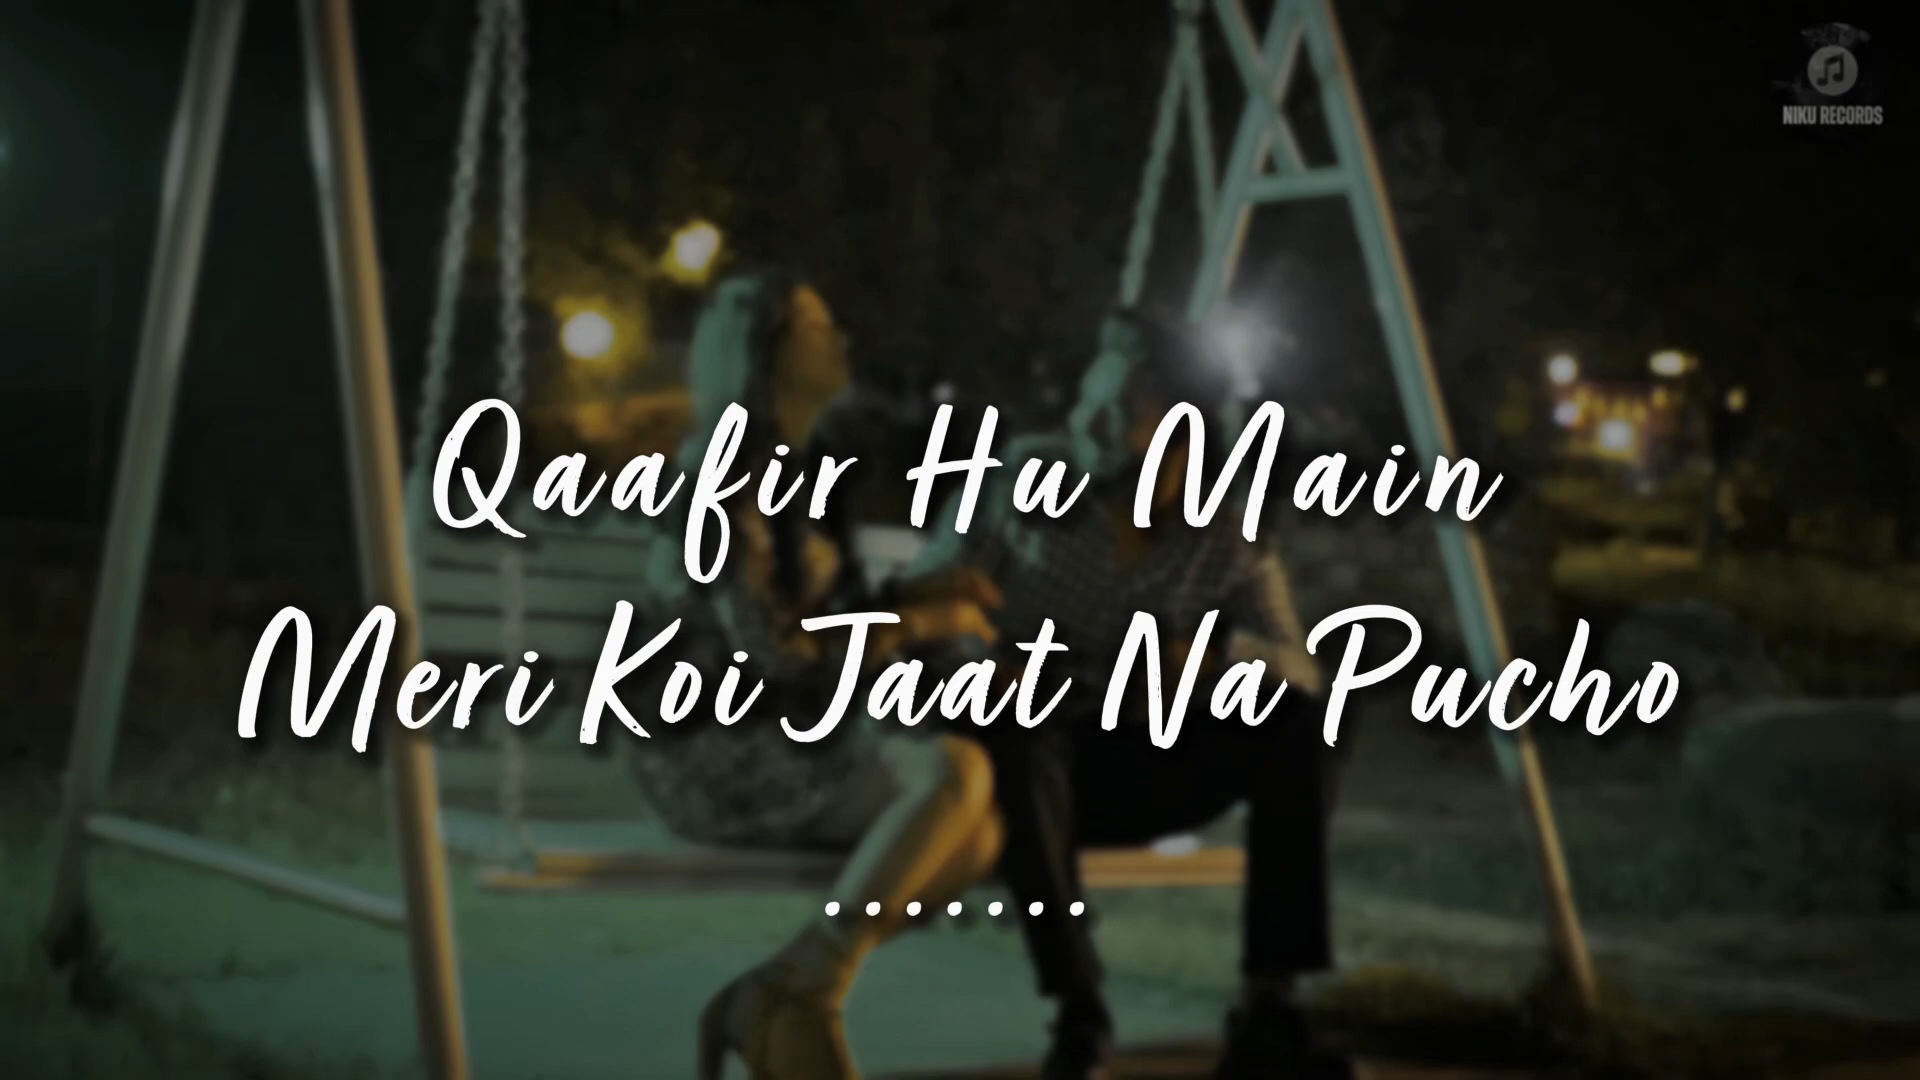 NIKU RECORDS
Qaafir Hu Main
Meri Koi Jaat Na Pucho
.......